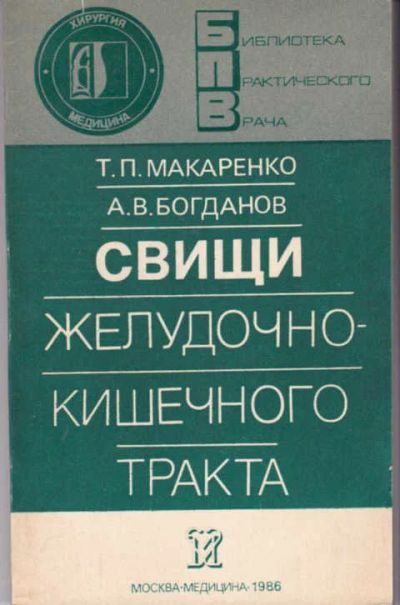 ХИРУРГИЯ
МЕДИЦИНА
БИБЛИОТЕКА
ПРАКТИЧЕСКОГО
ВРАЧА
Т.П.МАКАРЕНКО
А.В.БОГДАНОВ
СВИЩИ
ЖЕЛУДОЧНО-
КИШЕЧНОГО
ТРАКТА
МОСКВА·МЕДИЦИНА·1986